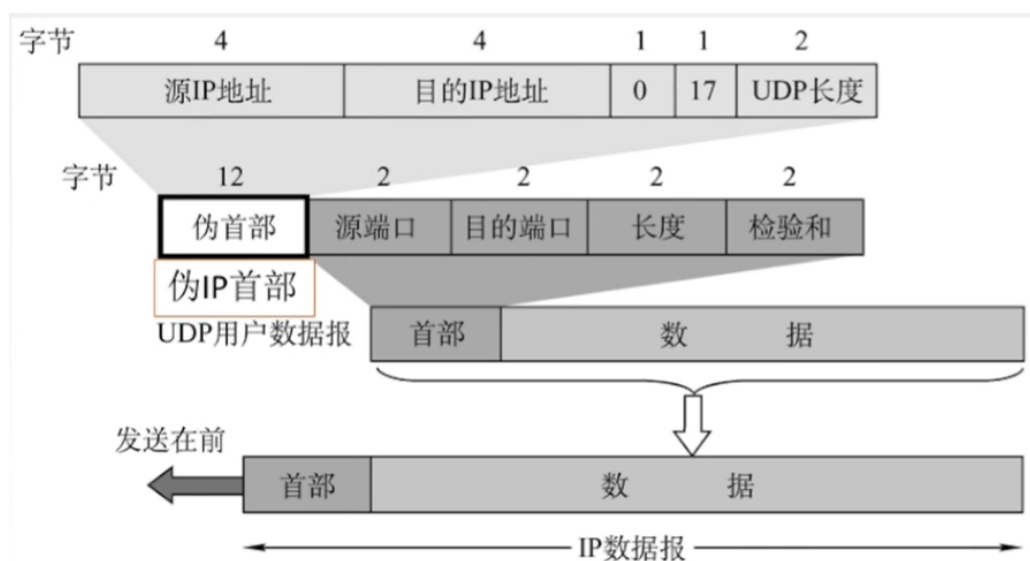 字节 4 4 1 1 2
源IP地址 目的IP地址 0 17 UDP长度
字节 12 2 2 2 2
伪首部 源端口 目的端口 长度 检验和
伪IP首部
UDP用户数据报 首部 数 据
发送在前
首部 数 据
IP数据报